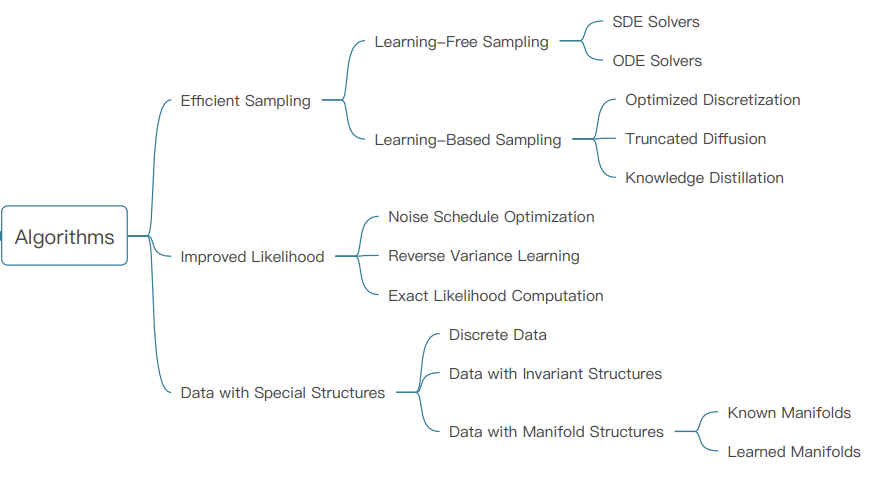 Algorithms
Efficient Sampling
Learning-Free Sampling
SDE Solvers
ODE Solvers
Learning-Based Sampling
Optimized Discretization
Truncated Diffusion
Knowledge Distillation
Improved Likelihood
Noise Schedule Optimization
Reverse Variance Learning
Exact Likelihood Computation
Data with Special Structures
Discrete Data
Data with Invariant Structures
Data with Manifold Structures
Known Manifolds
Learned Manifolds